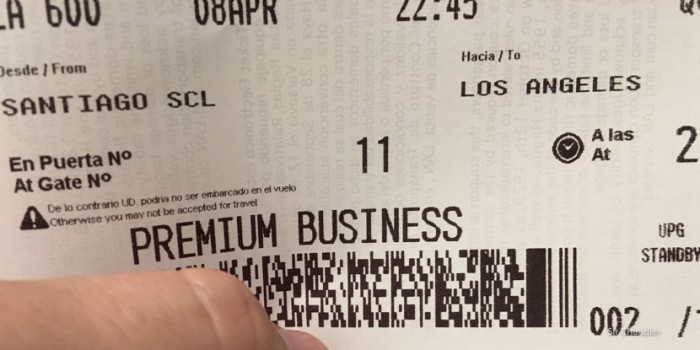 LA 600 08APR 22:45
Desde / From
Hacia / To
SANTIAGO SCL
LOS ANGELES
En Puerta Nº
At Gate Nº
11
A las
At
2
De lo contrario UD. podria no ser embarcado en el vuelo
Otherwise you may not be accepted for travel
PREMIUM BUSINESS
UPG
STANDBY
002 /